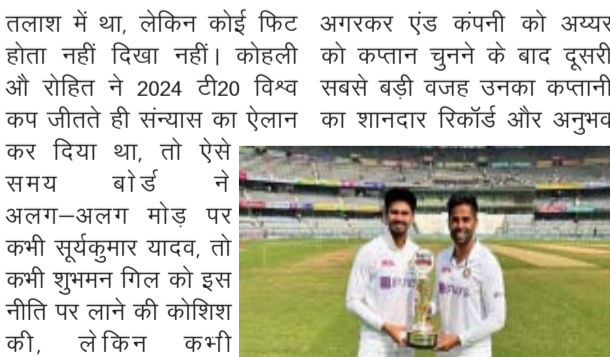 तलाश में था, लेकिन कोई फिट
होता नहीं दिखा नहीं। कोहली
औ रोहित ने 2024 टी20 विश्व
कप जीतते ही संन्यास का ऐलान
कर दिया था, तो ऐसे
समय बोर्ड ने
अलग–अलग मोड़ पर
कभी सूर्यकुमार यादव, तो
कभी शुभमन गिल को इस
नीति पर लाने की कोशिश
की, लेकिन कभी
अगरकर एंड कंपनी को अय्यर
को कप्तान चुनने के बाद दूसरी
सबसे बड़ी वजह उनका कप्तानी
का शानदार रिकॉर्ड और अनुभव